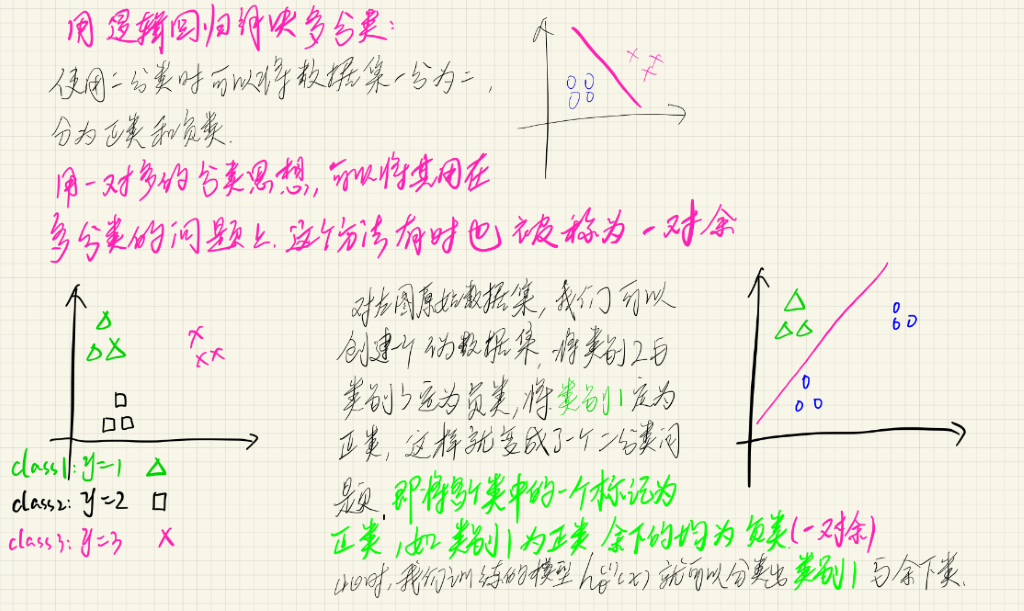 用逻辑回归解决多分类:
使用二分类时可以将数据集一分为二,
分为正类和负类.
用一对多的分类思想,可以将其用在
多分类的问题上.这个方法有时也被称为一对余
对左图原始数据集,我们可以
创建一个伪数据集,将类别2与
类别3定为负类,将类别1定为
正类,这样就变成了一个二分类问
题,即将多个类中的一个标记为
正类,如类别1为正类余下的均为负类(一对余)
此时,我们训练的模型h(x)就可以分类出类别1与余下类.
class1: y=1
class2: y=2
class3: y=3